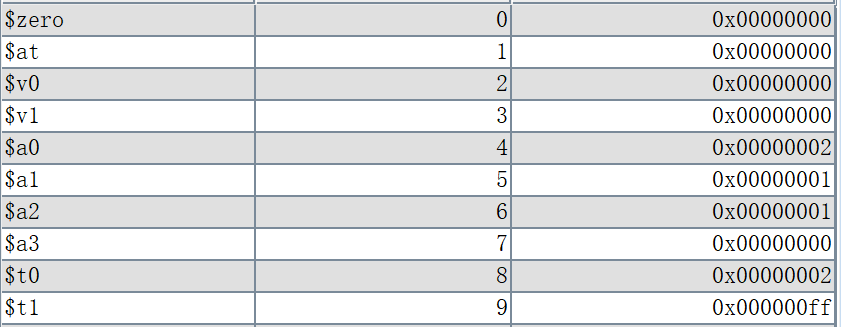 $zero 0 0x00000000
$at 1 0x00000000
$v0 2 0x00000000
$v1 3 0x00000000
$a0 4 0x00000002
$a1 5 0x00000001
$a2 6 0x00000001
$a3 7 0x00000000
$t0 8 0x00000002
$t1 9 0x000000ff